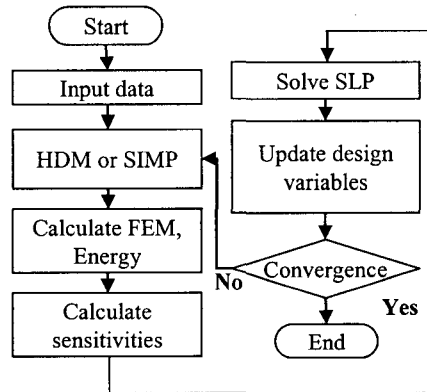 Start
Input data
HDM or SIMP
Calculate FEM,
Energy
Calculate
sensitivities
Solve SLP
Update design
variables
Convergence
No
Yes
End